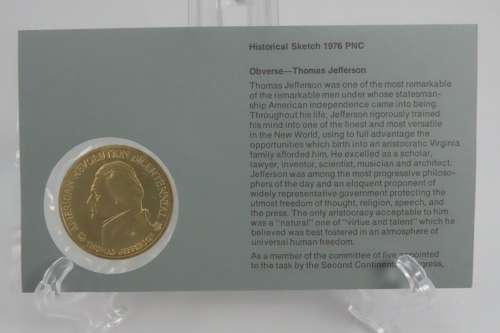 Historical Sketch 1976 PNC
Obverse—Thomas Jefferson
Thomas Jefferson was one of the most remarkable
of the remarkable men under whose statesman-
ship American independence came into being.
Throughout his life, Jefferson rigorously trained
his mind into one of the finest and most versatile
in the New World, using to full advantage the
opportunities which birth into an aristocratic Virginia
family afforded him. He excelled as a scholar,
lawyer, inventor, scientist, musician and architect.
Jefferson was among the most progressive philoso-
phers of the day and an eloquent proponent of
widely representative government protecting the
utmost freedom of thought, religion, speech, and
the press. The only aristocracy acceptable to him
was a "natural" one of "virtue and talent" which he
believed was best fostered in an atmosphere of
universal human freedom.
As a member of the committee of five appointed
to the task by the Second Continental Congress,
AMERICAN REVOLUTION BICENTENNIAL
THOMAS JEFFERSON